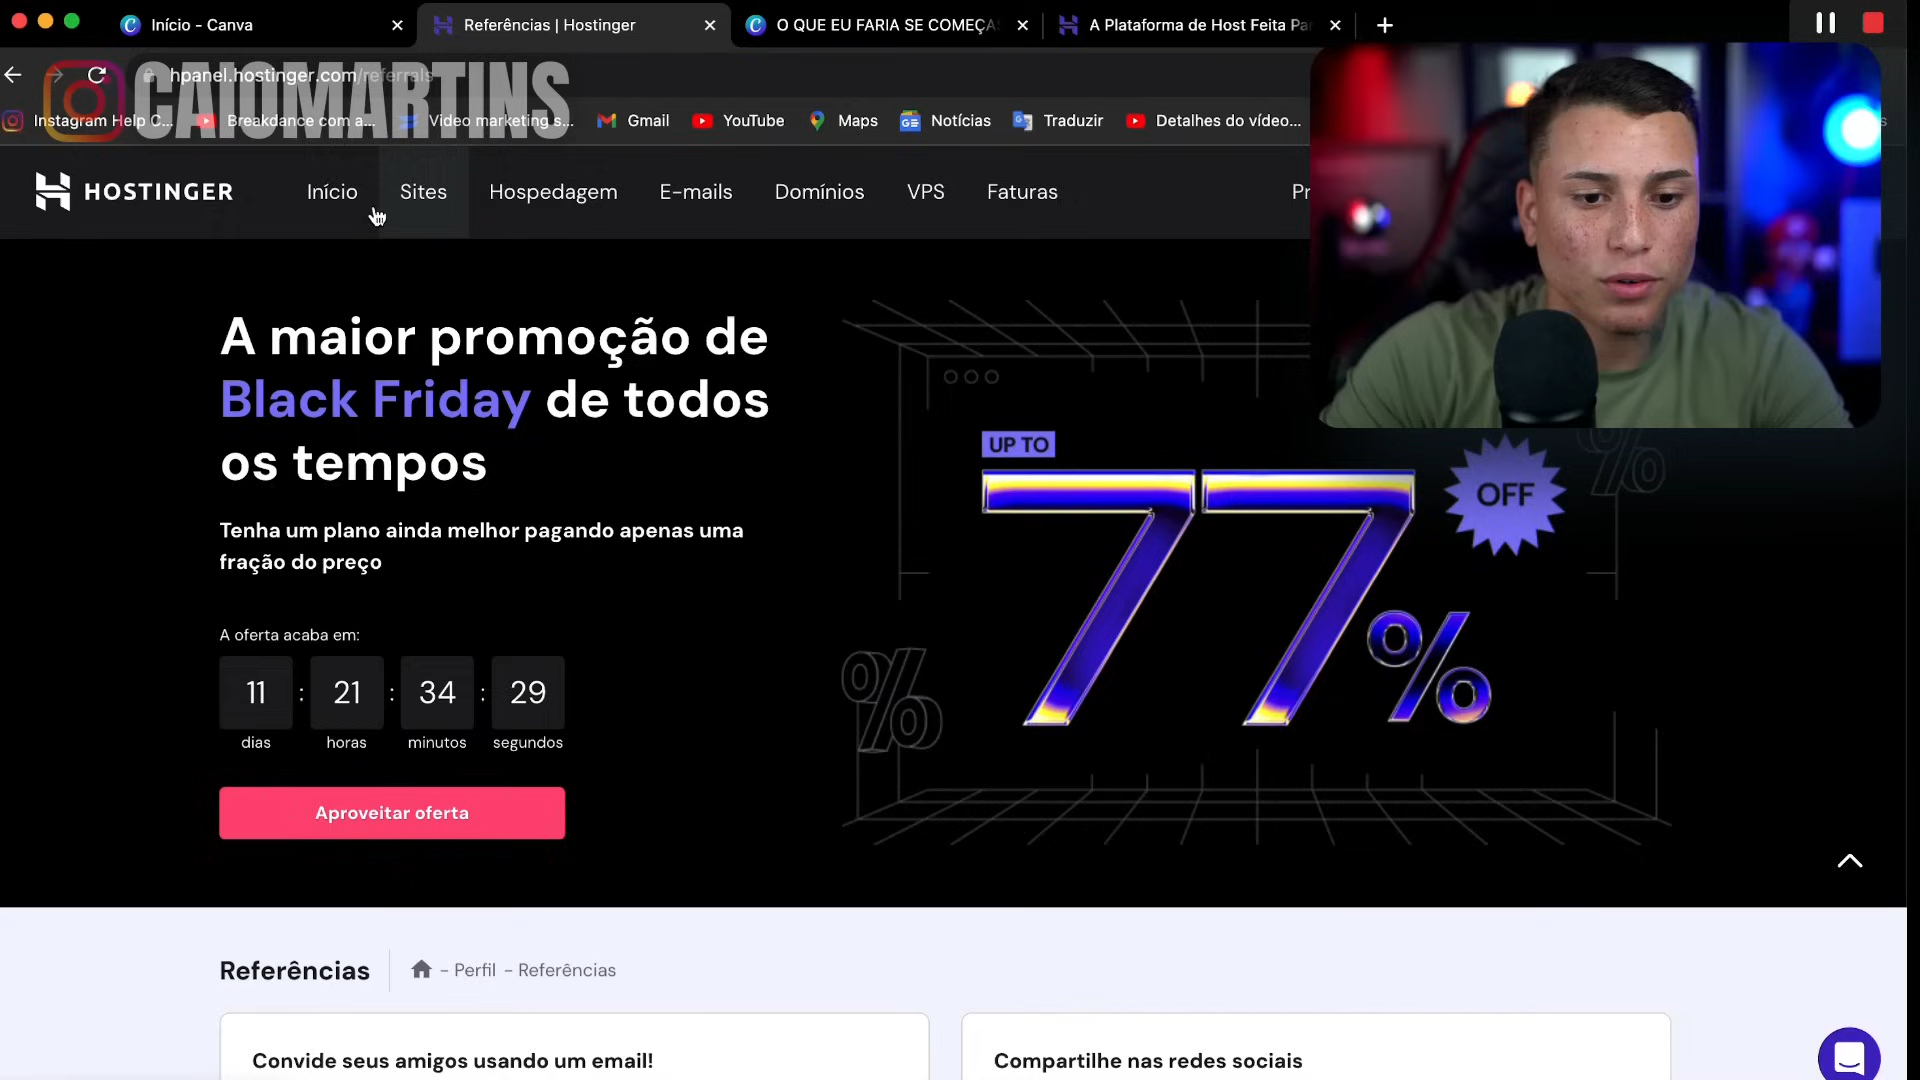 Início - Canva
Referências | Hostinger
O QUE EU FARIA SE COMEÇA
A Plataforma de Host Feita Pa
hpanel.hostinger.com/referrals
CAIOMARTINS
Instagram Help C...
Breakdance com a...
Video marketing s...
Gmail
YouTube
Maps
Notícias
Traduzir
Detalhes do vídeo...
HOSTINGER
Início
Sites
Hospedagem
E-mails
Domínios
VPS
Faturas
A maior promoção de
Black Friday de todos
os tempos
Tenha um plano ainda melhor pagando apenas uma
fração do preço
A oferta acaba em:
11 : 21 : 34 : 29
dias horas minutos segundos
Aproveitar oferta
UP TO
77%
OFF
Referências
- Perfil - Referências
Convide seus amigos usando um email!
Compartilhe nas redes sociais